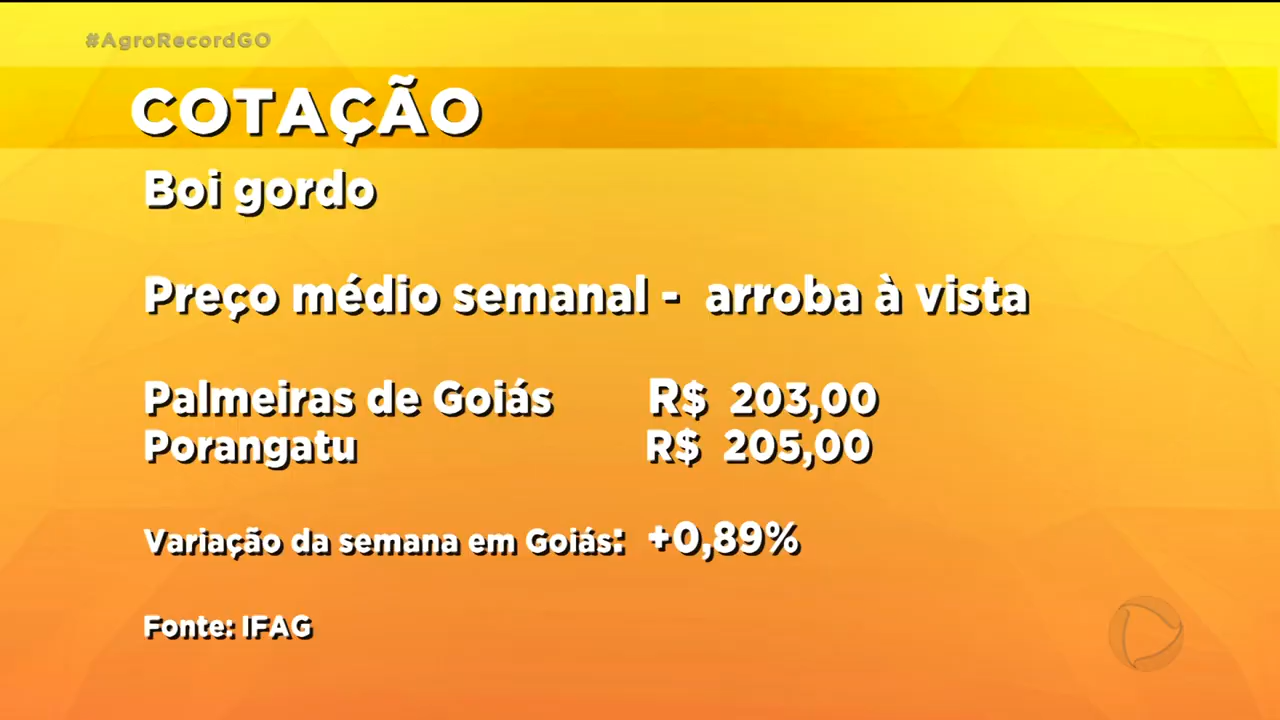 #AgroRecordGO
COTAÇÃO
Boi gordo
Preço médio semanal - arroba à vista
Palmeiras de Goiás R$ 203,00
Porangatu R$ 205,00
Variação da semana em Goiás: +0,89%
Fonte: IFAG